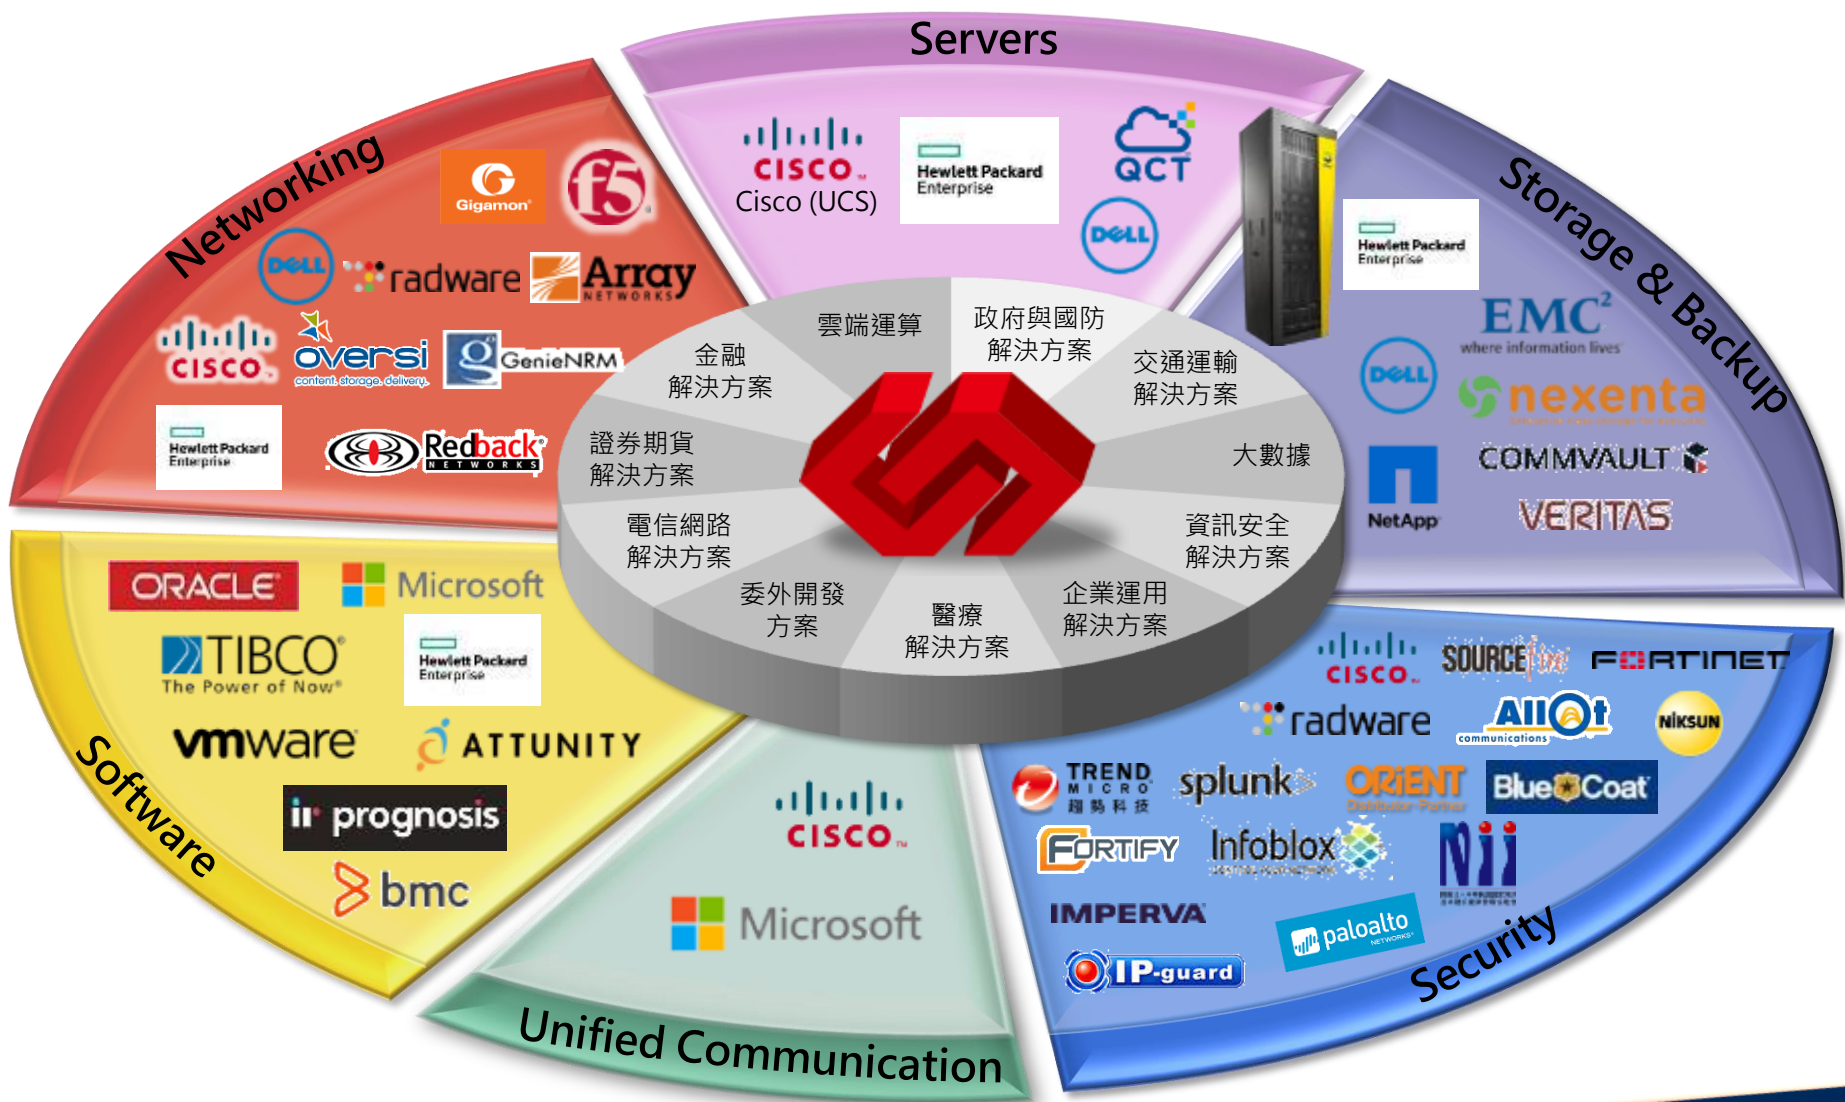 Servers
CISCO
Cisco (UCS)
Hewlett Packard
Enterprise
QCT
DELL
Networking
Gigamon
f5
DELL
radware
Array
NETWORKS
CISCO
oversi
content. storage. delivery.
GenieNRM
Hewlett Packard
Enterprise
Redback
NETWORKS
Storage & Backup
Hewlett Packard
Enterprise
EMC²
where information lives
DELL
nexenta
NetApp
COMMVAULT
VERITAS
雲端運算
政府與國防
解決方案
交通運輸
解決方案
大數據
資訊安全
解決方案
企業運用
解決方案
醫療
解決方案
委外開發
方案
電信網路
解決方案
證券期貨
解決方案
金融
解決方案
Software
ORACLE
Microsoft
TIBCO
The Power of Now®
Hewlett Packard
Enterprise
vmware
ATTUNITY
ir prognosis
bmc
Unified Communication
CISCO
Microsoft
Security
CISCO
SOURCEfire
FORTINET
radware
Allot
communications
NIKSUN
TREND
MICRO
趨勢科技
splunk>
ORiENT
Distributor-Partner
Blue Coat
FORTIFY
Infoblox
Nii
IMPERVA
paloalto
NETWORKS
IP-guard